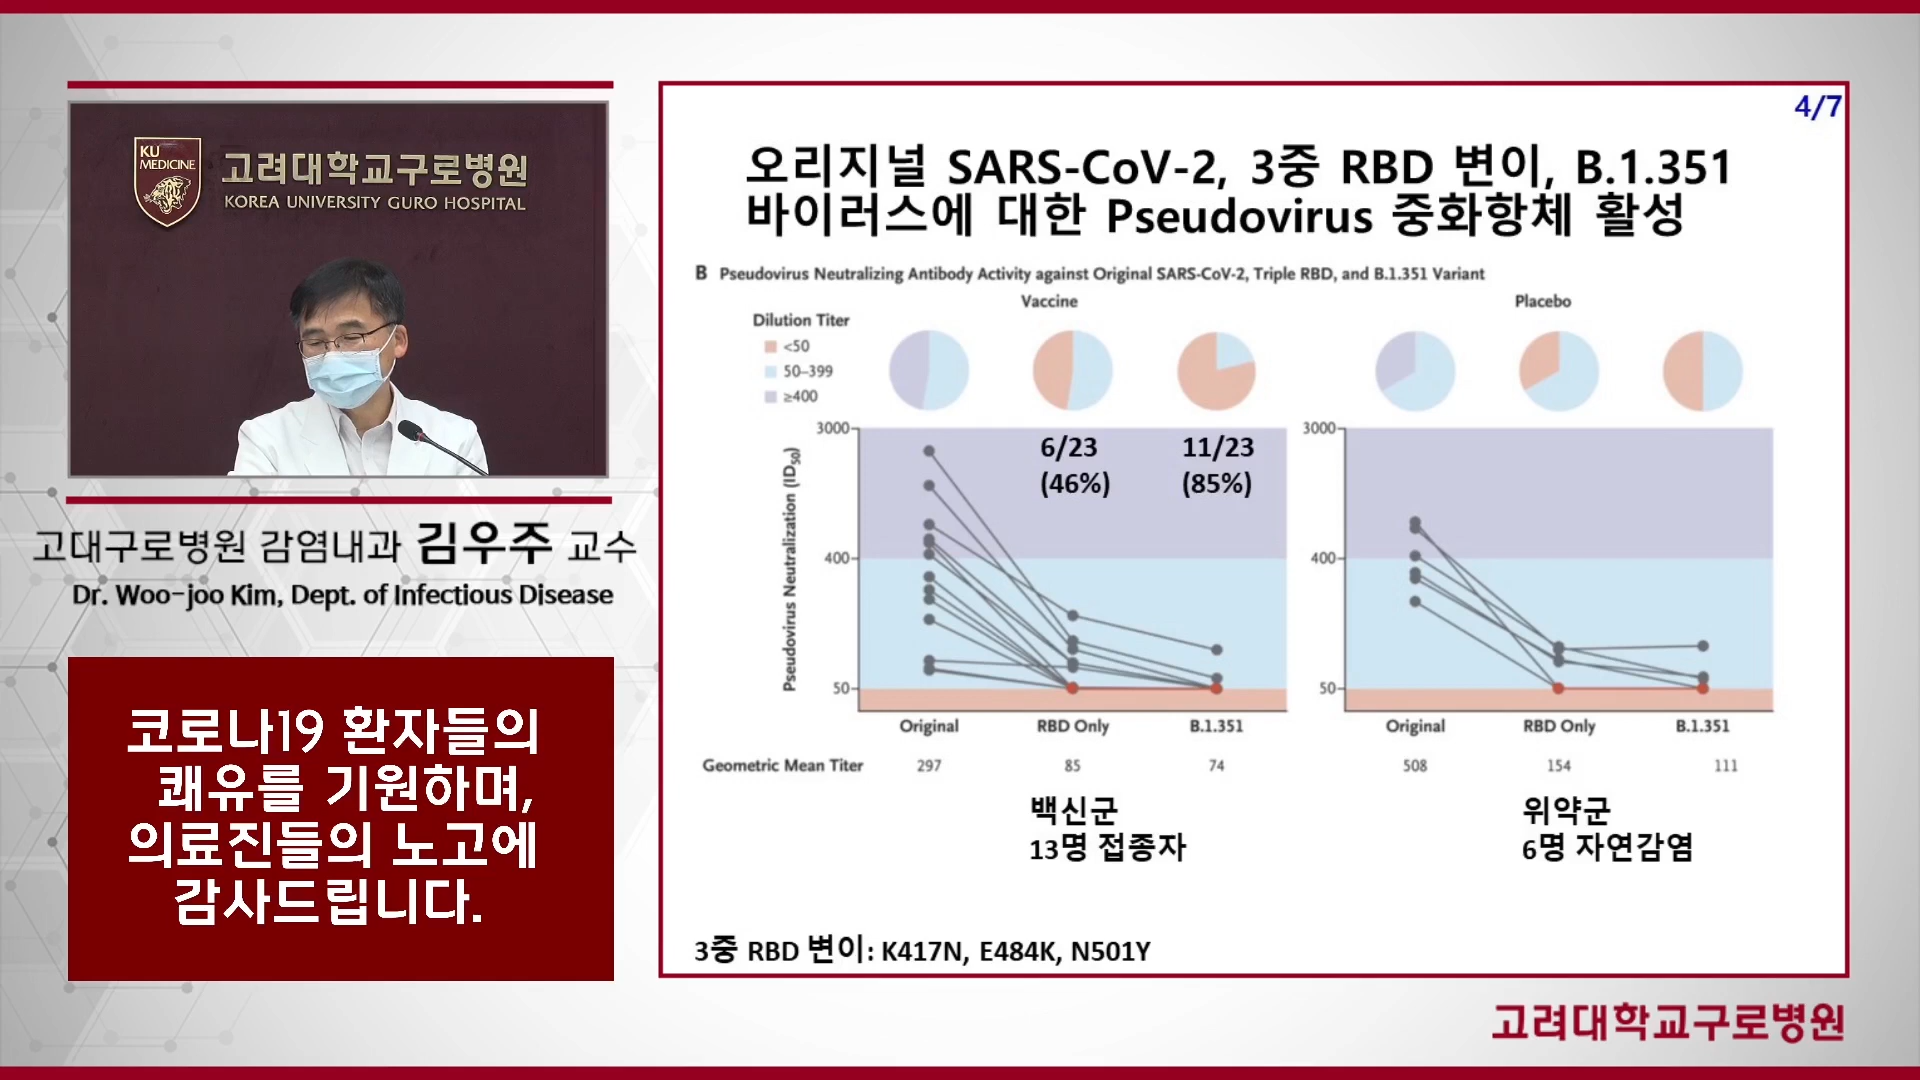 KU
MEDICINE
고려대학교구로병원
KOREA UNIVERSITY GURO HOSPITAL
고대구로병원 감염내과 김우주 교수
Dr. Woo-joo Kim, Dept. of Infectious Disease
코로나19 환자들의
쾌유를 기원하며,
의료진들의 노고에
감사드립니다.
4/7
오리지널 SARS-CoV-2, 3중 RBD 변이, B.1.351
바이러스에 대한 Pseudovirus 중화항체 활성
B Pseudovirus Neutralizing Antibody Activity against Original SARS-CoV-2, Triple RBD, and B.1.351 Variant
Vaccine
Placebo
Dilution Titer
<50
50–399
≥400
Pseudovirus Neutralization (ID50)
3000
400
50
6/23
(46%)
11/23
(85%)
Original RBD Only B.1.351
3000
400
50
Original RBD Only B.1.351
Geometric Mean Titer 297 85 74 508 154 111
백신군
13명 접종자
위약군
6명 자연감염
3중 RBD 변이: K417N, E484K, N501Y
고려대학교구로병원